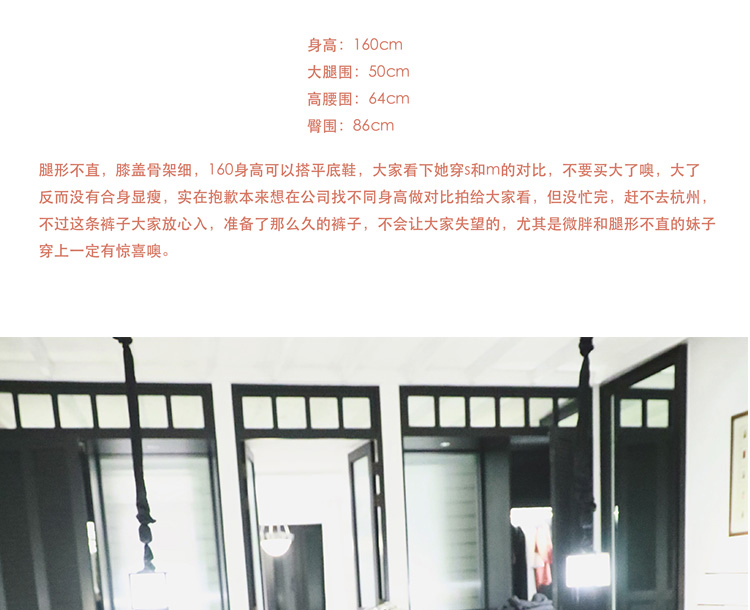 身高：160cm
大腿围：50cm
高腰围：64cm
臀围：86cm
腿形不直，膝盖骨架细，160身高可以搭平底鞋，大家看下她穿s和m的对比，不要买大了噢，大了
反而没有合身显瘦，实在抱歉本来想在公司找不同身高做对比拍给大家看，但没忙完，赶不去杭州，
不过这条裤子大家放心入，准备了那么久的裤子，不会让大家失望的，尤其是微胖和腿形不直的妹子
穿上一定有惊喜噢。